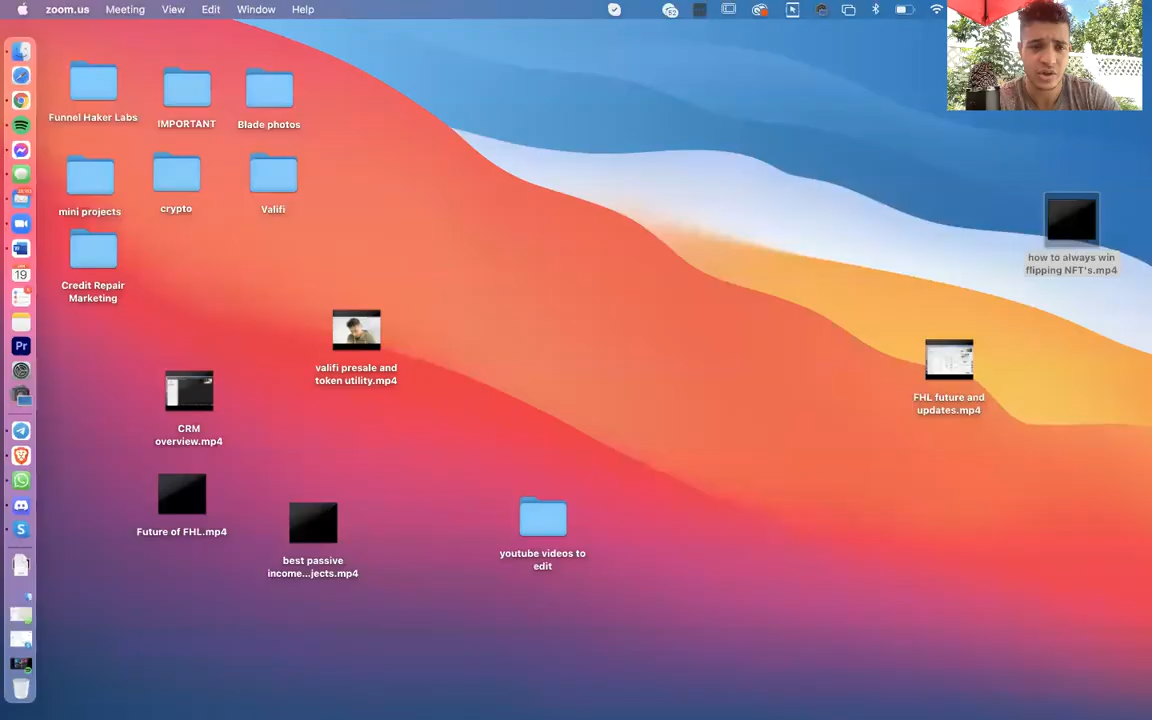 zoom.us Meeting View Edit Window Help
Funnel Haker Labs
IMPORTANT
Blade photos
mini projects
crypto
Valifi
Credit Repair
Marketing
how to always win
flipping NFT's.mp4
valifi presale and
token utility.mp4
FHL future and
updates.mp4
CRM
overview.mp4
Future of FHL.mp4
best passive
income...jects.mp4
youtube videos to
edit
19
Pr
S